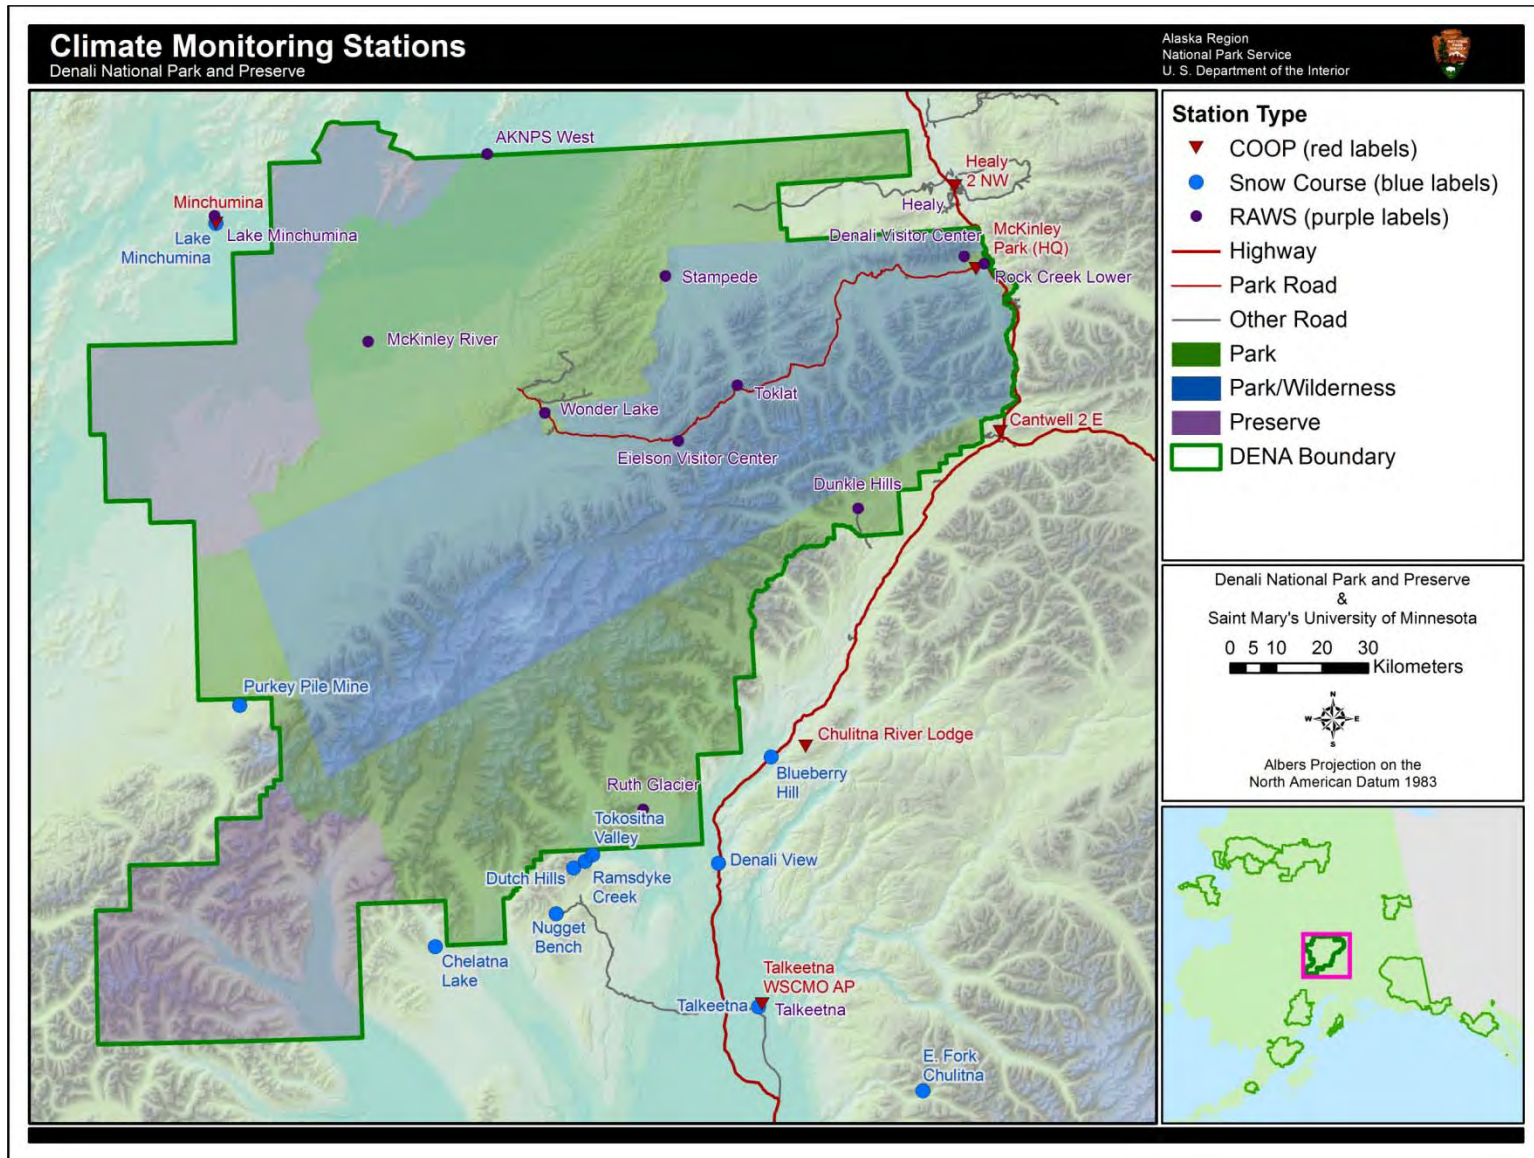 Climate Monitoring Stations
Denali National Park and Preserve
Alaska Region
National Park Service
U. S. Department of the Interior
AKNPS West
Minchumina
Lake Minchumina
Lake
Minchumina
Healy
2 NW
Healy
McKinley
Park (HQ)
Denali Visitor Center
Rock Creek Lower
Stampede
McKinley River
Toklat
Wonder Lake
Cantwell 2 E
Eielson Visitor Center
Dunkle Hills
Purkey Pile Mine
Chulitna River Lodge
Blueberry
Hill
Ruth Glacier
Tokositna
Valley
Denali View
Dutch Hills
Ramsdyke
Creek
Nugget
Bench
Chelatna
Lake
Talkeetna
WSCMO AP
Talkeetna
Talkeetna
E. Fork
Chulitna
Station Type
COOP (red labels)
Snow Course (blue labels)
RAWS (purple labels)
Highway
Park Road
Other Road
Park
Park/Wilderness
Preserve
DENA Boundary
Denali National Park and Preserve
&
Saint Mary's University of Minnesota
0 5 10 20 30
Kilometers
N
W E
S
Albers Projection on the
North American Datum 1983